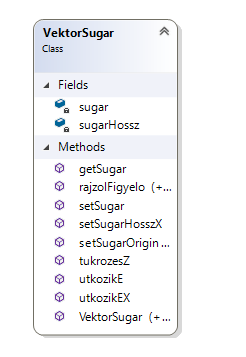 VektorSugar
Class
Fields
sugar
sugarHossz
Methods
getSugar
rajzolFigyelo (+...
setSugar
setSugarHosszX
setSugarOrigin ...
tukrozesZ
utkozikE
utkozikEX
VektorSugar (+...